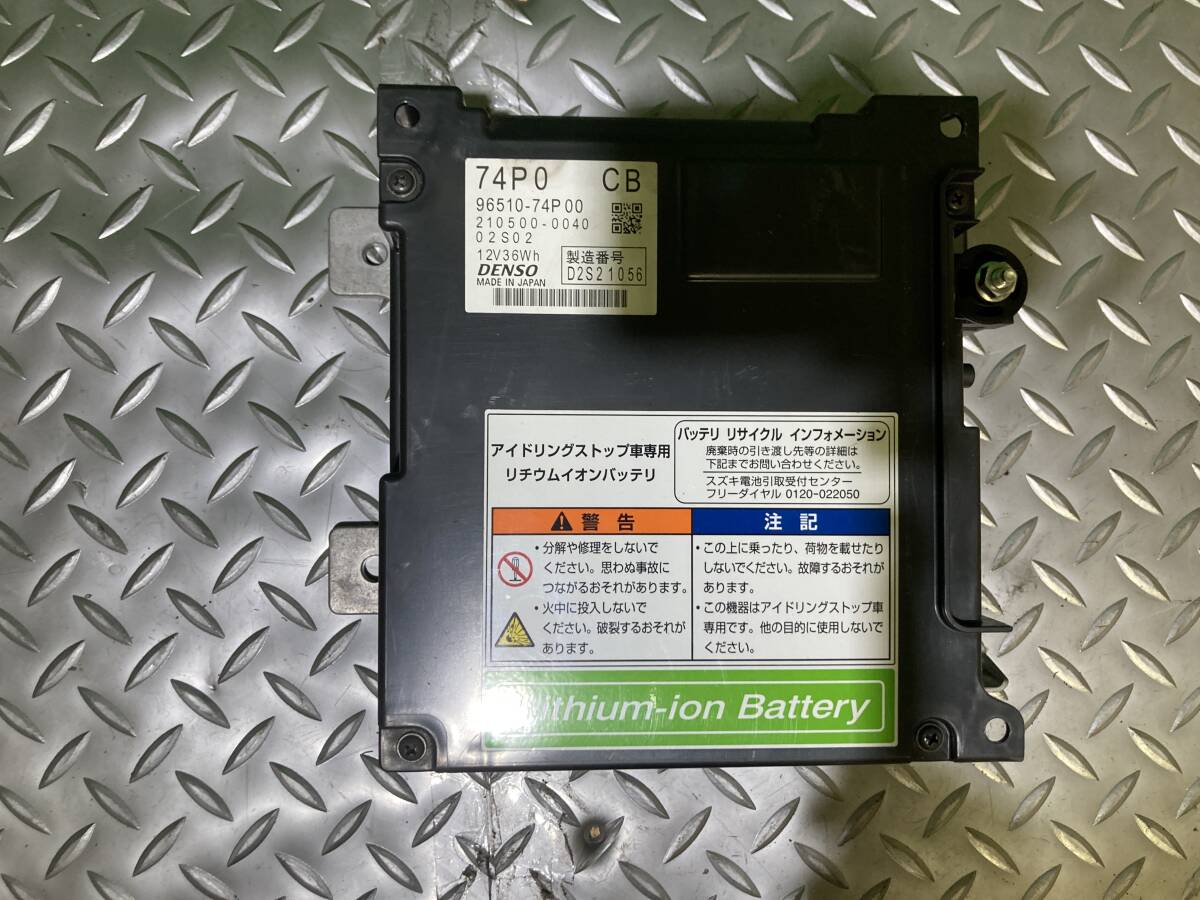 74P0 CB
96510-74P00
210500-0040
02S02
12V36Wh
DENSO
MADE IN JAPAN
製造番号
D2S21056
アイドリングストップ車専用
リチウムイオンバッテリ
バッテリ リサイクル インフォメーション
廃棄時の引き渡し先等の詳細は
下記までお問い合わせください。
スズキ電池引取受付センター
フリーダイヤル 0120-022050
警告
・分解や修理をしないで
ください。思わぬ事故に
つながるおそれがあります。
・火中に投入しないで
ください。破裂するおそれが
あります。
注記
・この上に乗ったり、荷物を載せたり
しないでください。故障するおそれが
あります。
・この機器はアイドリングストップ車
専用です。他の目的に使用しないで
ください。
Lithium-ion Battery